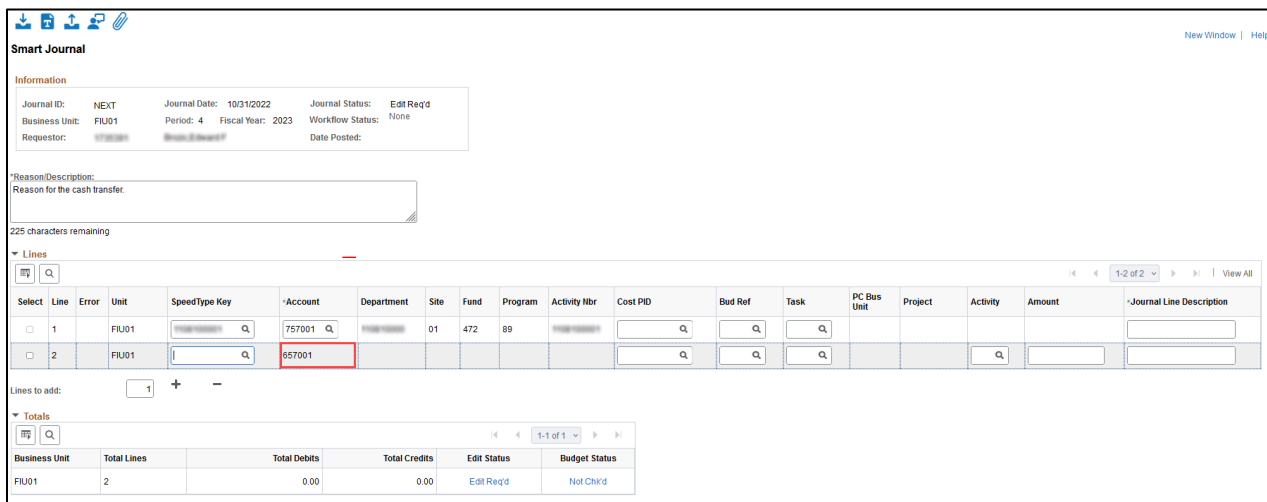 New Window | Help
Smart Journal
Information
Journal ID: NEXT Journal Date: 10/31/2022 Journal Status: Edit Req'd
Business Unit: FIU01 Period: 4 Fiscal Year: 2023 Workflow Status: None
Requestor: Date Posted:
*Reason/Description:
Reason for the cash transfer.
225 characters remaining
Lines
1-2 of 2 | View All
Select Line Error Unit SpeedType Key *Account Department Site Fund Program Activity Nbr Cost PID Bud Ref Task PC Bus Unit Project Activity Amount *Journal Line Description
1 FIU01 757001 01 472 89
2 FIU01 657001
Lines to add: 1 + −
Totals
1-1 of 1
Business Unit Total Lines Total Debits Total Credits Edit Status Budget Status
FIU01 2 0.00 0.00 Edit Req'd Not Chk'd